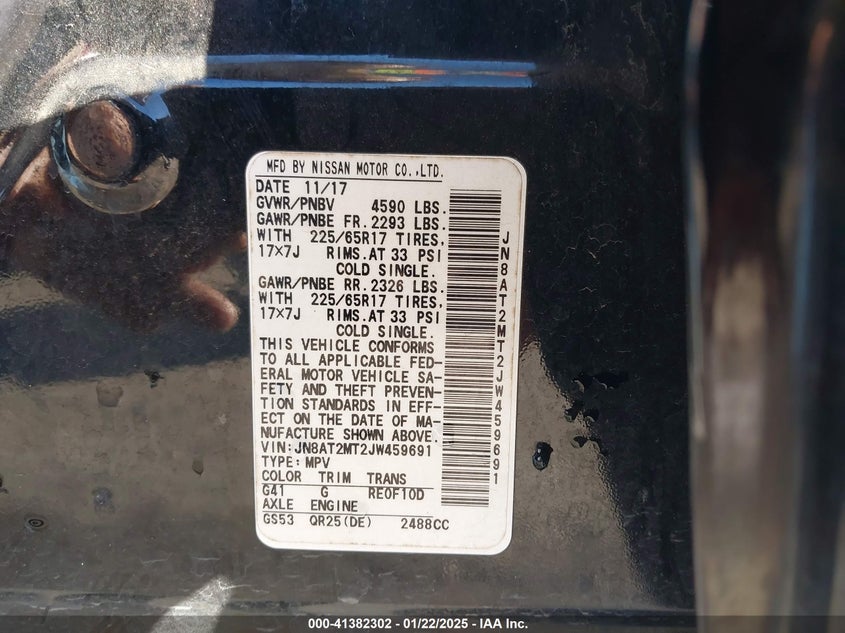 MFD BY NISSAN MOTOR CO.,LTD.
DATE 11/17
GVWR/PNBV 4590 LBS.
GAWR/PNBE FR.2293 LBS.
WITH 225/65R17 TIRES,
17×7J RIMS.AT 33 PSI
COLD SINGLE.
GAWR/PNBE RR.2326 LBS.
WITH 225/65R17 TIRES,
17×7J RIMS.AT 33 PSI
COLD SINGLE.
THIS VEHICLE CONFORMS
TO ALL APPLICABLE FED-
ERAL MOTOR VEHICLE SA-
FETY AND THEFT PREVEN-
TION STANDARDS IN EFF-
ECT ON THE DATE OF MA-
NUFACTURE SHOWN ABOVE.
VIN:JN8AT2MT2JW459691
TYPE:MPV
COLOR TRIM TRANS
G41 G RE0F10D
AXLE ENGINE
GS53 QR25(DE) 2488CC
JN8AT2MT2JW459691
000-41382302 - 01/22/2025 - IAA Inc.